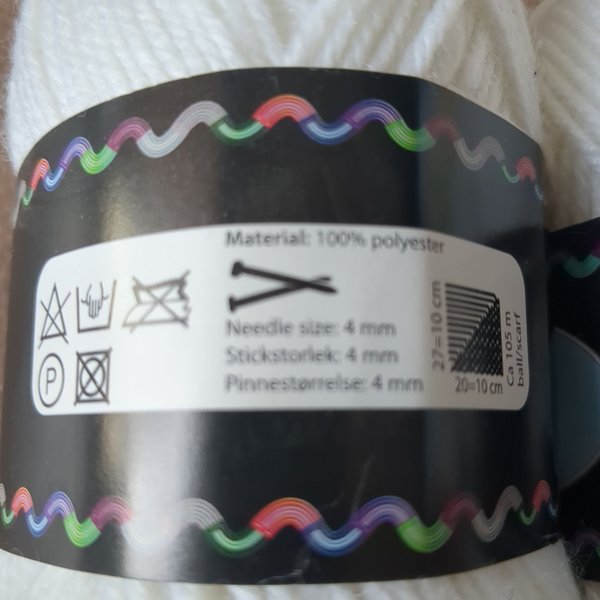 Material: 100% polyester
Needle size: 4 mm
Stickstorlek: 4 mm
Pinnestørrelse: 4 mm
P
27=10 cm
20=10 cm
Ca 105 m
ball/scarf